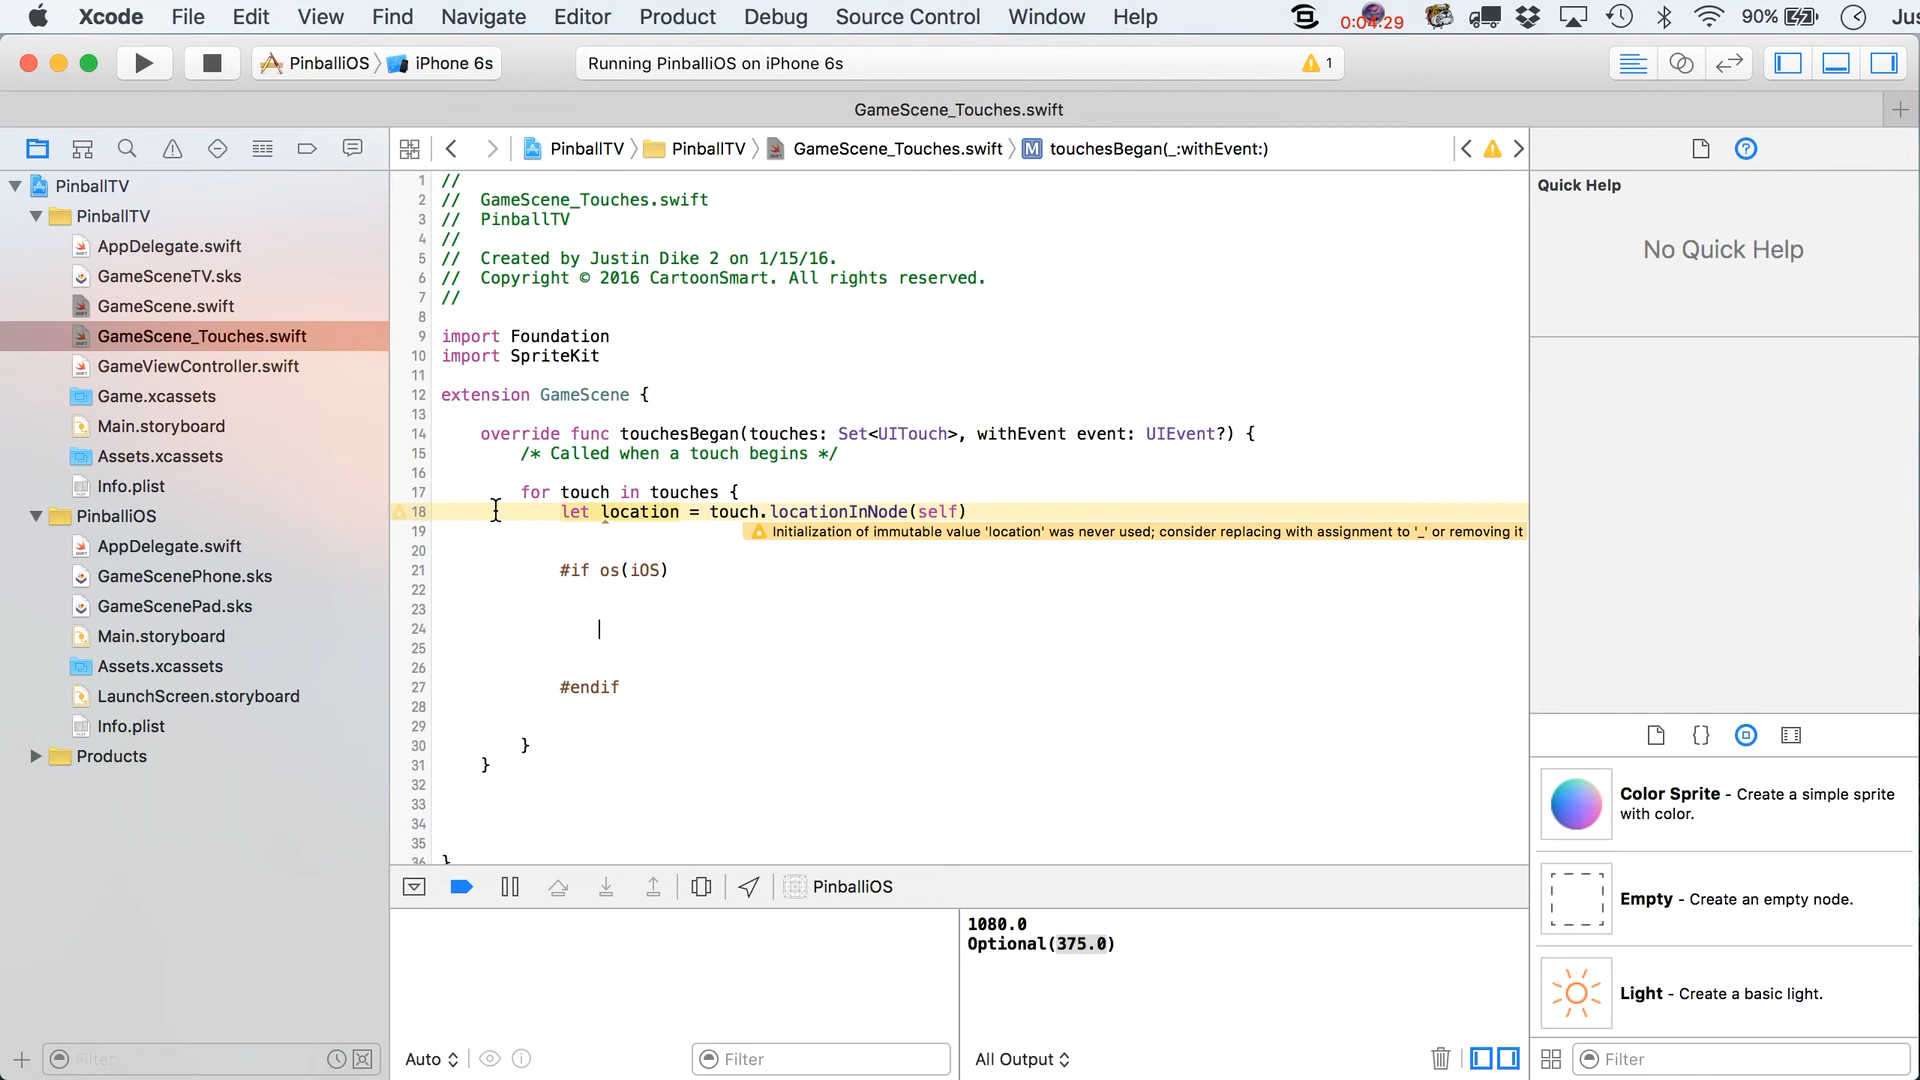 Xcode File Edit View Find Navigate Editor Product Debug Source Control Window Help 0:04:29 90% Jus
PinballiOS iPhone 6s Running PinballiOS on iPhone 6s 1
GameScene_Touches.swift
PinballTV PinballTV GameScene_Touches.swift M touchesBegan(_:withEvent:)
PinballTV
PinballTV
AppDelegate.swift
GameSceneTV.sks
GameScene.swift
GameScene_Touches.swift
GameViewController.swift
Game.xcassets
Main.storyboard
Assets.xcassets
Info.plist
PinballiOS
AppDelegate.swift
GameScenePhone.sks
GameScenePad.sks
Main.storyboard
Assets.xcassets
LaunchScreen.storyboard
Info.plist
Products
Filter
1 //
2 // GameScene_Touches.swift
3 // PinballTV
4 //
5 // Created by Justin Dike 2 on 1/15/16.
6 // Copyright © 2016 CartoonSmart. All rights reserved.
7 //
8
9 import Foundation
10 import SpriteKit
11
12 extension GameScene {
13
14 override func touchesBegan(touches: Set<UITouch>, withEvent event: UIEvent?) {
15 /* Called when a touch begins */
16
17 for touch in touches {
18 let location = touch.locationInNode(self)
19 Initialization of immutable value 'location' was never used; consider replacing with assignment to '_' or removing it
20
21 #if os(iOS)
22
23
24
25
26
27 #endif
28
29
30 }
31 }
32
33
34
35
36 }
PinballiOS
1080.0
Optional(375.0)
Auto Filter All Output
Quick Help
No Quick Help
{}
Color Sprite - Create a simple sprite
with color.
Empty - Create an empty node.
Light - Create a basic light.
Filter